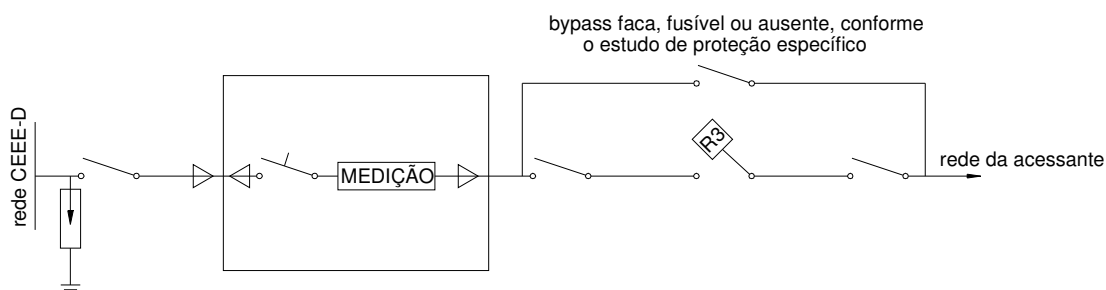 bypass faca, fusível ou ausente, conforme
o estudo de proteção específico
rede CEEE-D
MEDIÇÃO
R3
rede da acessante